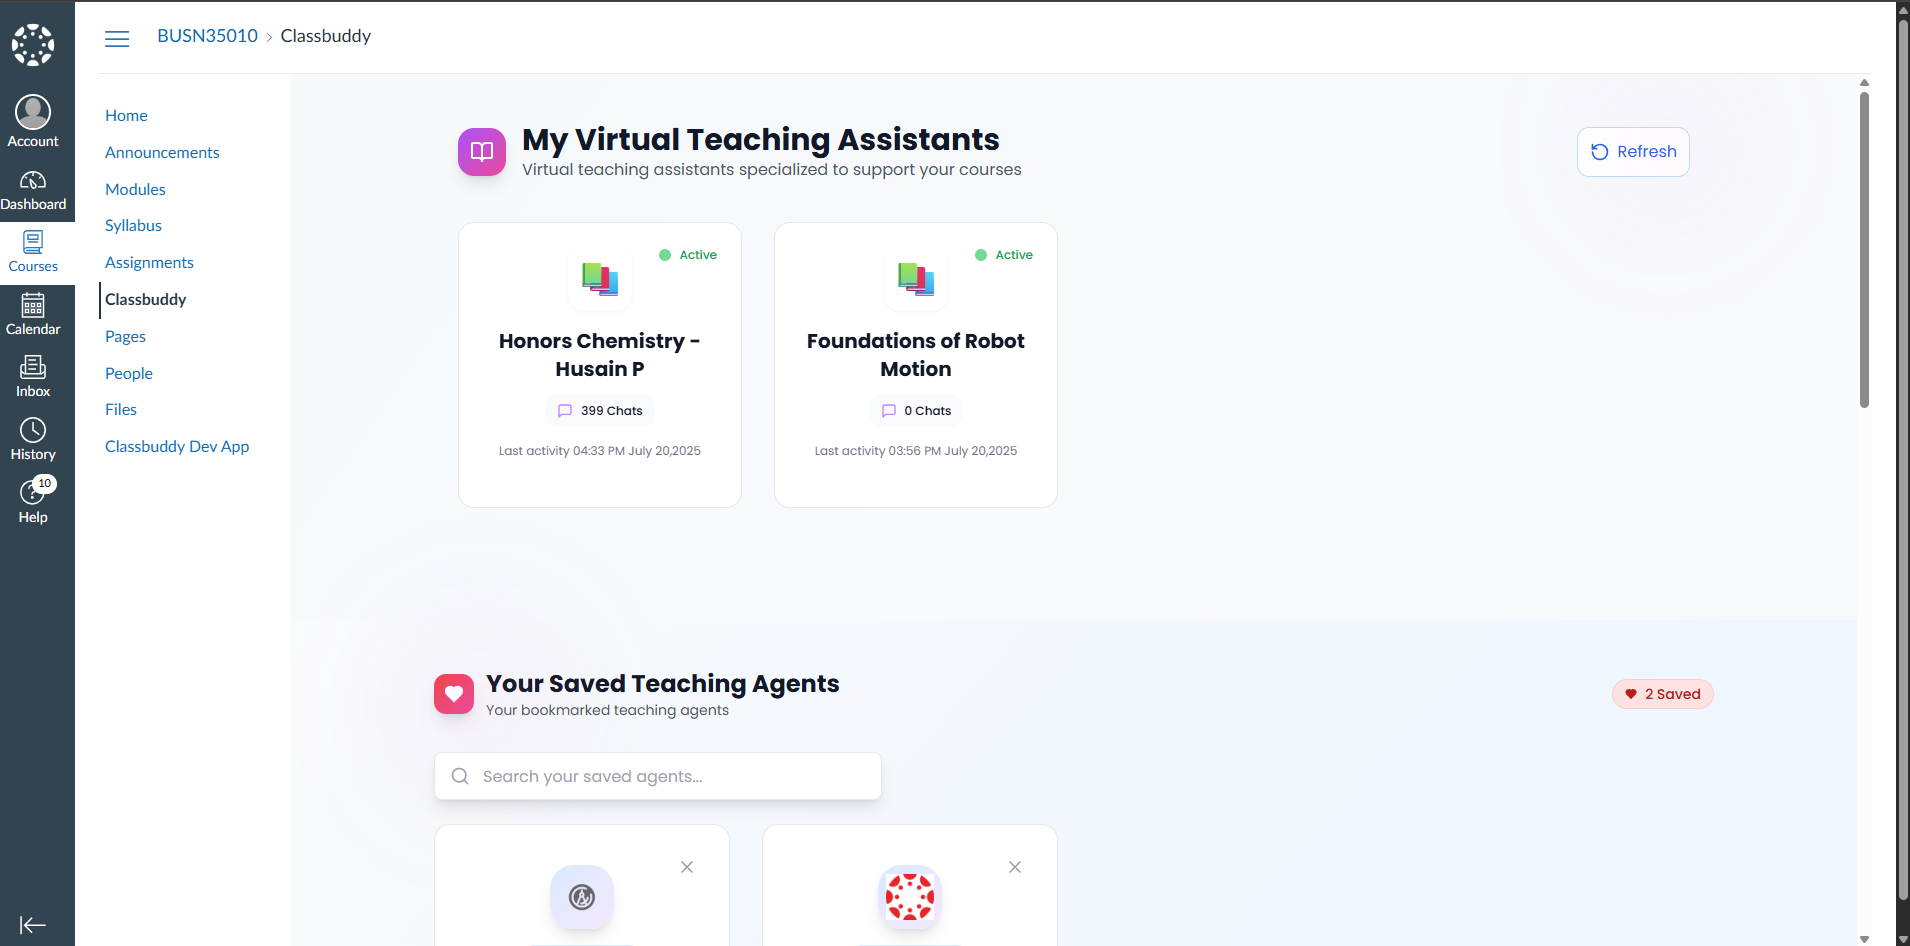 BUSN35010 > Classbuddy
Account
Dashboard
Courses
Calendar
Inbox
History
10
Help
Home
Announcements
Modules
Syllabus
Assignments
Classbuddy
Pages
People
Files
Classbuddy Dev App
My Virtual Teaching Assistants
Virtual teaching assistants specialized to support your courses
Refresh
Active
Honors Chemistry -
Husain P
399 Chats
Last activity 04:33 PM July 20,2025
Active
Foundations of Robot
Motion
0 Chats
Last activity 03:56 PM July 20,2025
Your Saved Teaching Agents
Your bookmarked teaching agents
2 Saved
Search your saved agents...